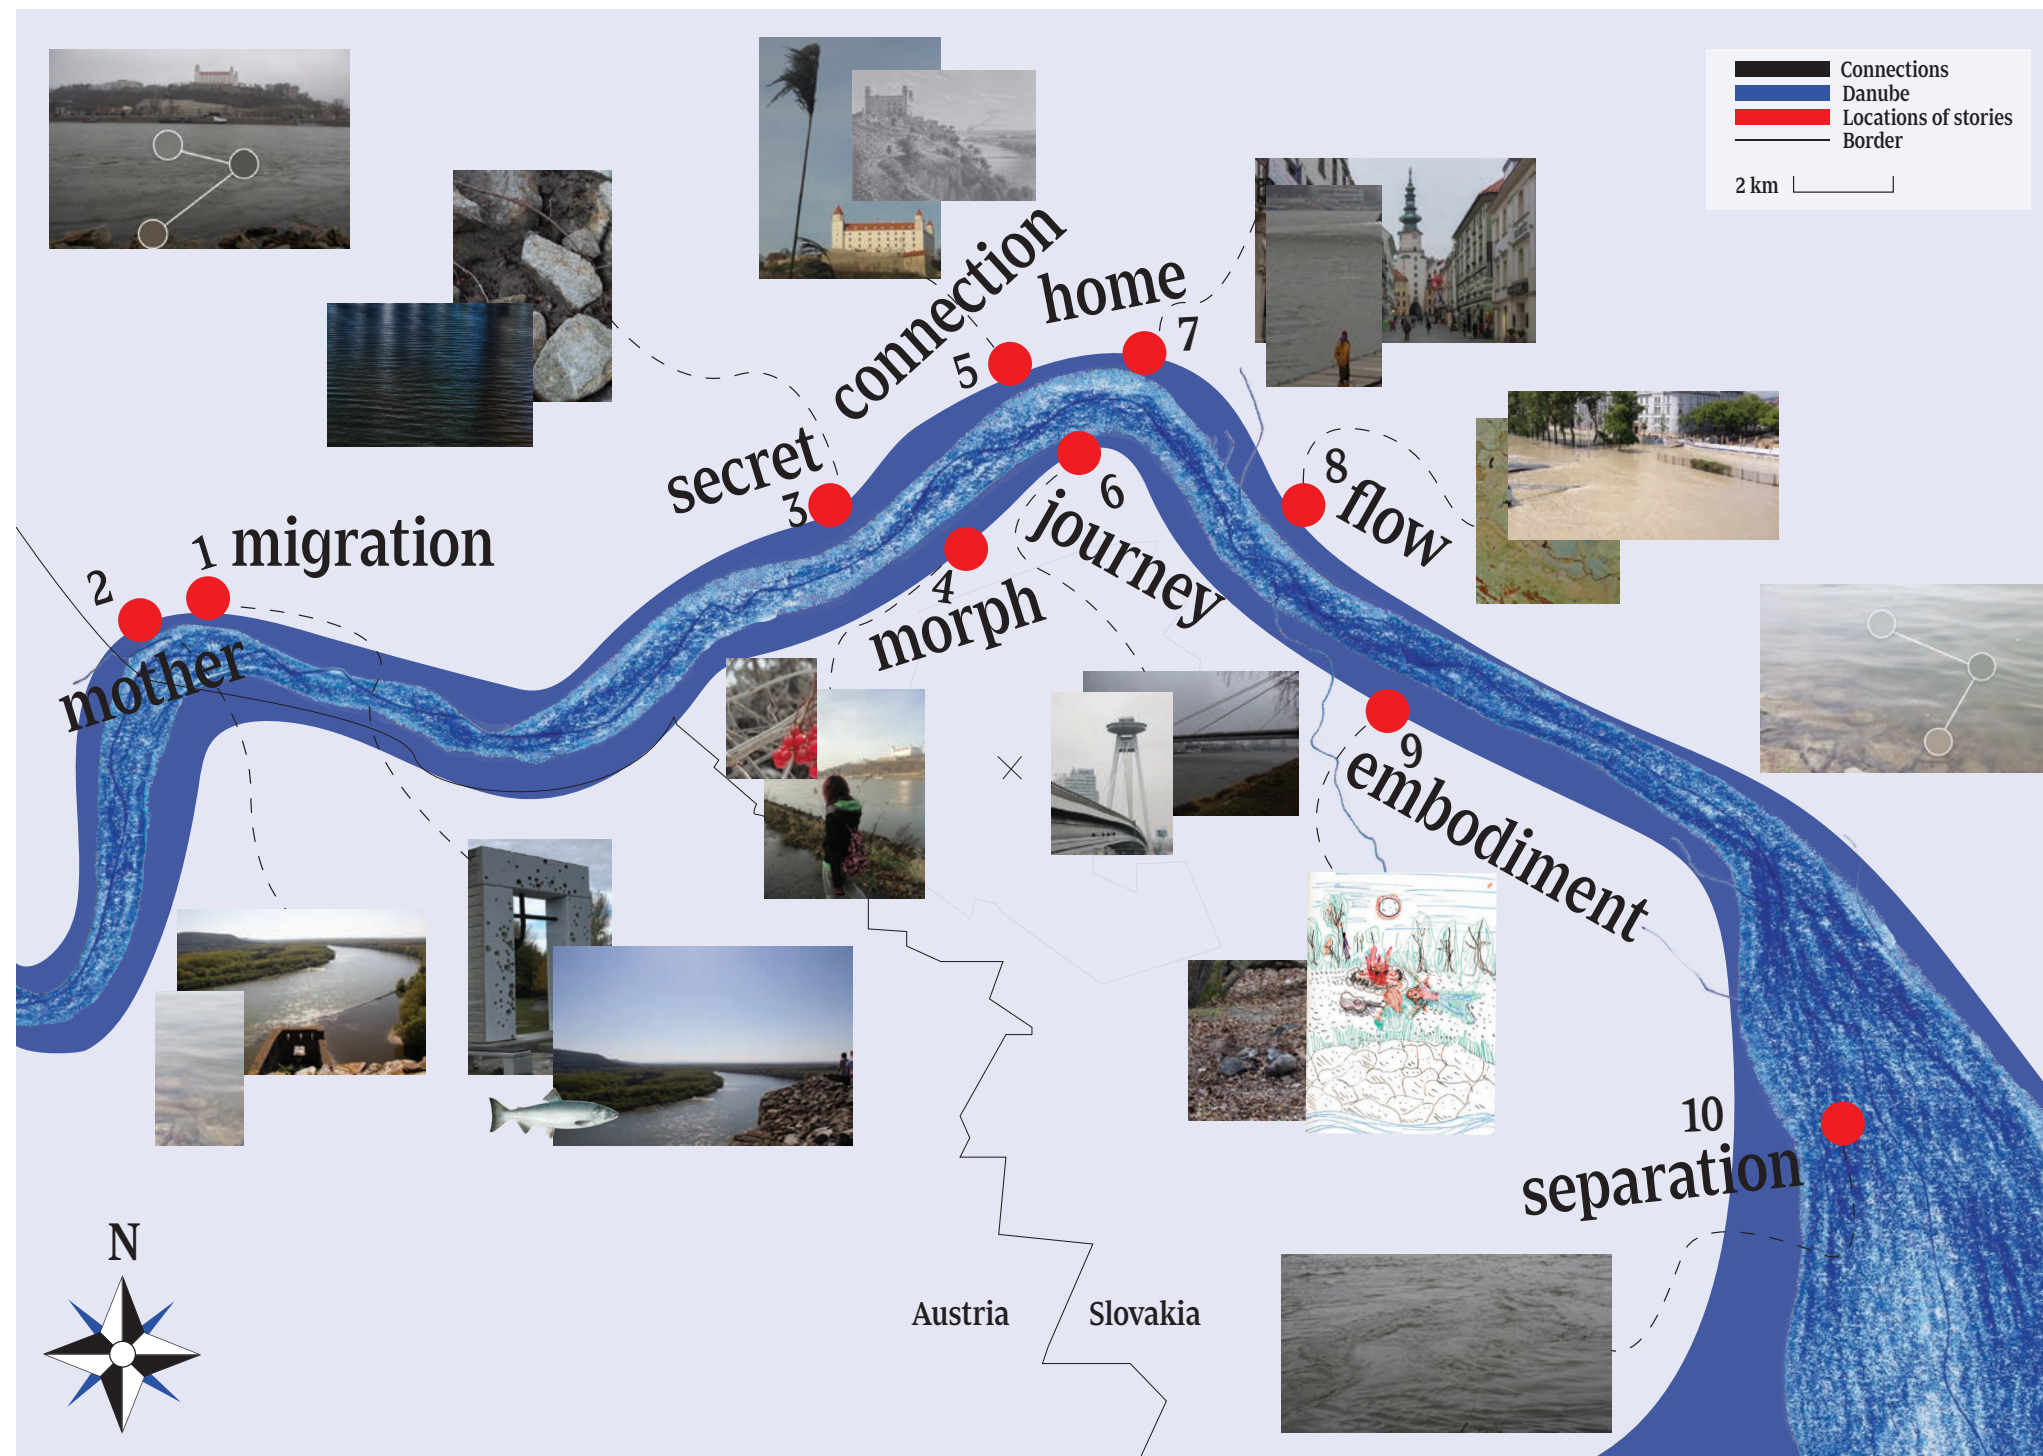 Connections
Danube
Locations of stories
Border
2 km
connection
home
5
7
secret
3
8
flow
6
journey
1 migration
2
mother
4
morph
9
embodiment
10
separation
N
Austria
Slovakia